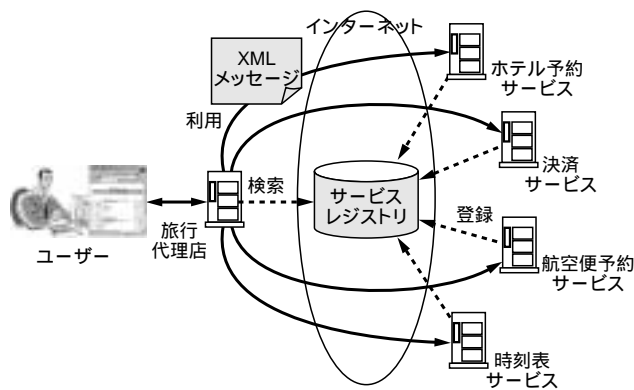 インターネット
XML
メッセージ
ホテル予約
サービス
利用
決済
サービス
検索
サービス
レジストリ
登録
旅行
代理店
ユーザー
航空便予約
サービス
時刻表
サービス